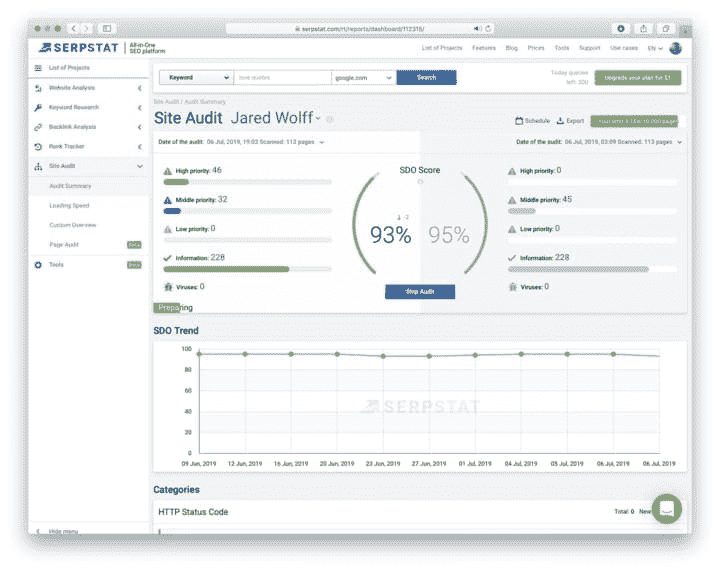 serpstat.com/rt/reports/dashboard/112315/
SERPSTAT All-in-One SEO platform
List of Projects Features Blog Prices Tools Support Use cases EN
List of Projects
Website Analysis
Keyword Research
Backlink Analysis
Rank Tracker
Site Audit
Audit Summary
Loading Speed
Custom Overview
Page Audit Beta
Tools Beta
Hide menu
Keyword google.com Search
Today queries left: 300
Upgrade your plan for $1
Site Audit / Audit Summary
Site Audit Jared Wolff
Schedule Export
Date of the audit: 06 Jul, 2019, 19:03 Scanned: 113 pages
Date of the audit: 06 Jul, 2019, 03:09 Scanned: 113 pages
High priority: 46
Middle priority: 32
Low priority: 0
Information: 228
Viruses: 0
SDO Score
-2
93% 95%
Stop Audit
High priority: 0
Middle priority: 45
Low priority: 0
Information: 228
Viruses: 0
Preparing
SDO Trend
100
80
60
40
20
0
SERPSTAT
09 Jun, 2019 12 Jun, 2019 16 Jun, 2019 20 Jun, 2019 23 Jun, 2019 27 Jun, 2019 01 Jul, 2019 04 Jul, 2019 05 Jul, 2019 06 Jul, 2019 06 Jul, 2019
Categories
HTTP Status Code
Total: 0 New